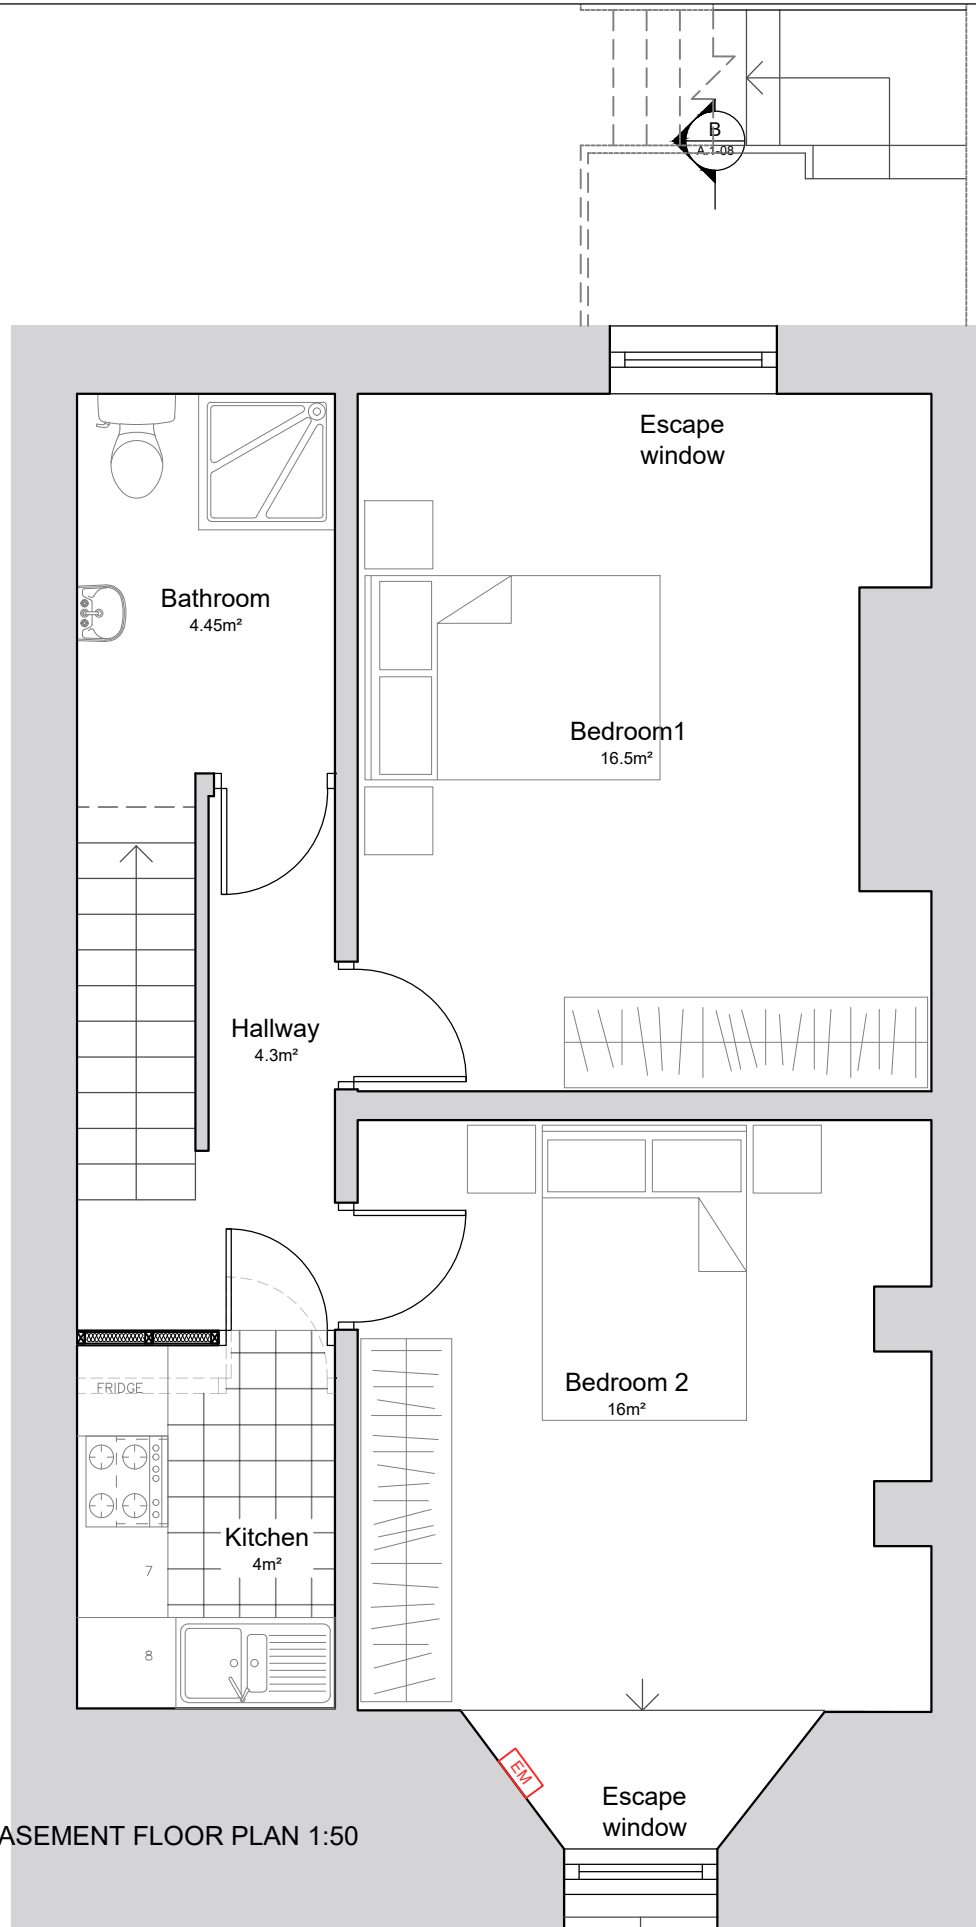 B
A.1-08
Escape
window
Bathroom
4.45m²
Bedroom1
16.5m²
Hallway
4.3m²
FRIDGE
Bedroom 2
16m²
Kitchen
4m²
7
8
EM
Escape
window
ASEMENT FLOOR PLAN 1:50